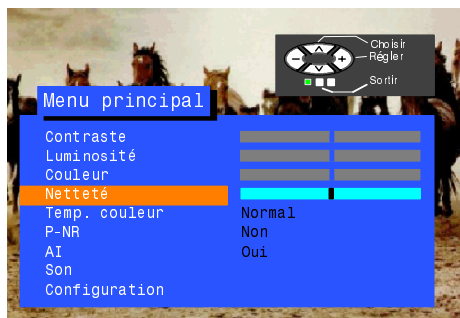 Choisir
Régler
Sortir
Menu principal
Contraste
Luminosité
Couleur
Netteté
Temp. couleur Normal
P-NR Non
AI Oui
Son
Configuration